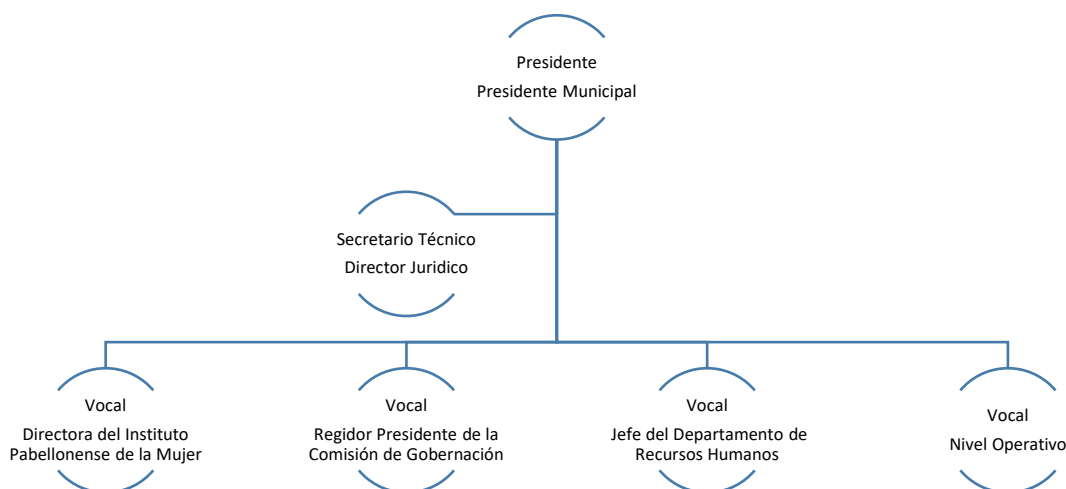 Presidente
Presidente Municipal
Secretario Técnico
Director Juridico
Vocal
Directora del Instituto
Pabellonense de la Mujer
Vocal
Regidor Presidente de la
Comisión de Gobernación
Vocal
Jefe del Departamento de
Recursos Humanos
Vocal
Nivel Operativo